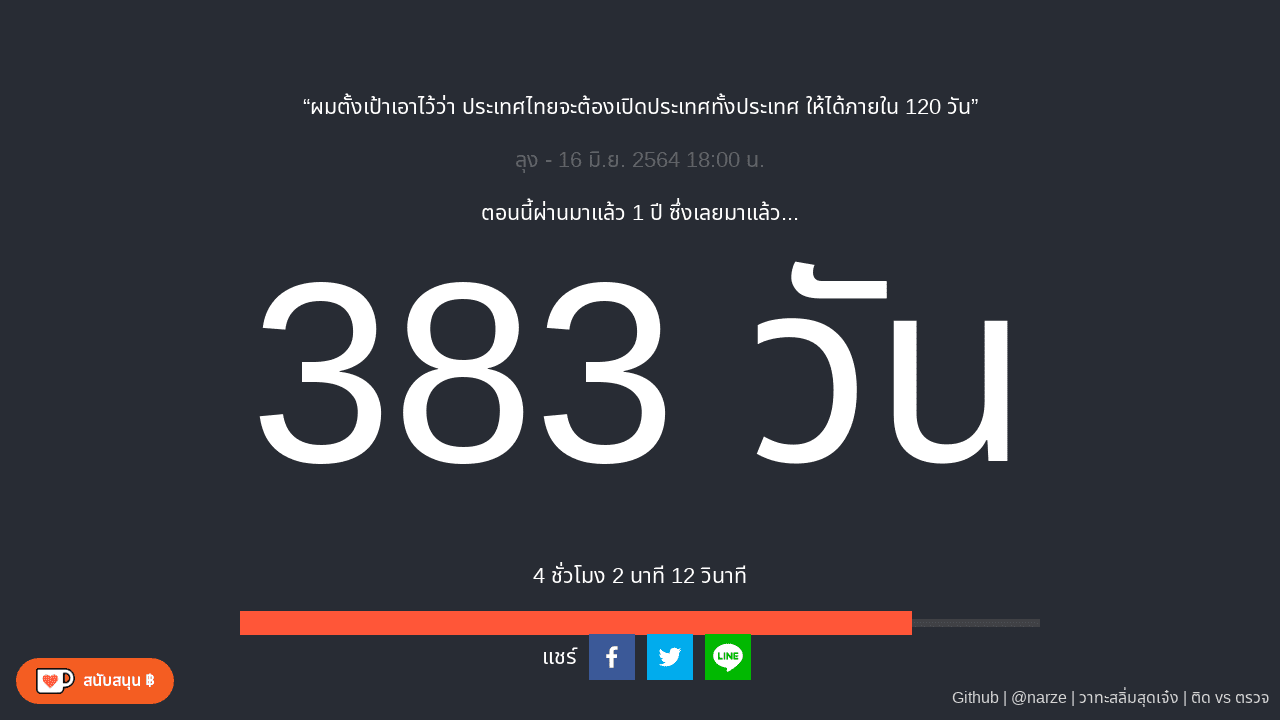 “ผมตั้งเป้าเอาไว้ว่า ประเทศไทยจะต้องเปิดประเทศทั้งประเทศ ให้ได้ภายใน 120 วัน”
ลุง - 16 มิ.ย. 2564 18:00 น.
ตอนนี้ผ่านมาแล้ว 1 ปี ซึ่งเลยมาแล้ว...
383 วัน
4 ชั่วโมง 2 นาที 12 วินาที
แชร์
LINE
สนับสนุน ฿
Github | @narze | วาทะสลิ่มสุดเจ๋ง | ติด vs ตรวจ